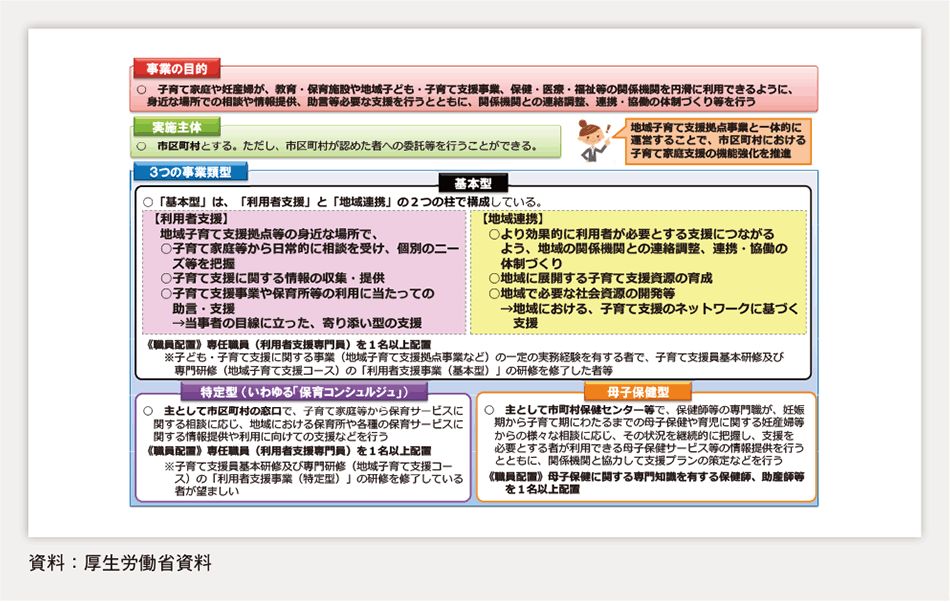 事業の目的
○ 子育て家庭や妊産婦が、教育・保育施設や地域子ども・子育て支援事業、保健・医療・福祉等の関係機関を円滑に利用できるように、
身近な場所での相談や情報提供、助言等必要な支援を行うとともに、関係機関との連絡調整、連携・協働の体制づくり等を行う
実施主体
○ 市区町村とする。ただし、市区町村が認めた者への委託等を行うことができる。
地域子育て支援拠点事業と一体的に
運営することで、市区町村における
子育て家庭支援の機能強化を推進
3つの事業類型
基本型
○「基本型」は、「利用者支援」と「地域連携」の2つの柱で構成している。
【利用者支援】
地域子育て支援拠点等の身近な場所で、
○子育て家庭等から日常的に相談を受け、個別のニー
ズ等を把握
○子育て支援に関する情報の収集・提供
○子育て支援事業や保育所等の利用に当たっての
助言・支援
→当事者の目線に立った、寄り添い型の支援
【地域連携】
○より効果的に利用者が必要とする支援につながる
よう、地域の関係機関との連絡調整、連携・協働の
体制づくり
○地域に展開する子育て支援資源の育成
○地域で必要な社会資源の開発等
→地域における、子育て支援のネットワークに基づく
支援
《職員配置》専任職員（利用者支援専門員）を1名以上配置
※子ども・子育て支援に関する事業（地域子育て支援拠点事業など）の一定の実務経験を有する者で、子育て支援員基本研修及び
専門研修（地域子育て支援コース）の「利用者支援事業（基本型）」の研修を修了した者等
特定型（いわゆる「保育コンシェルジュ」）
○ 主として市区町村の窓口で、子育て家庭等から保育サービスに
関する相談に応じ、地域における保育所や各種の保育サービスに
関する情報提供や利用に向けての支援などを行う
《職員配置》専任職員（利用者支援専門員）を1名以上配置
※子育て支援員基本研修及び専門研修（地域子育て支援コー
ス）の「利用者支援事業（特定型）」の研修を修了している
者が望ましい
母子保健型
○ 主として市町村保健センター等で、保健師等の専門職が、妊娠
期から子育て期にわたるまでの母子保健や育児に関する妊産婦等
からの様々な相談に応じ、その状況を継続的に把握し、支援を
必要とする者が利用できる母子保健サービス等の情報提供を行う
とともに、関係機関と協力して支援プランの策定などを行う
《職員配置》母子保健に関する専門知識を有する保健師、助産師等
を1名以上配置
資料：厚生労働省資料